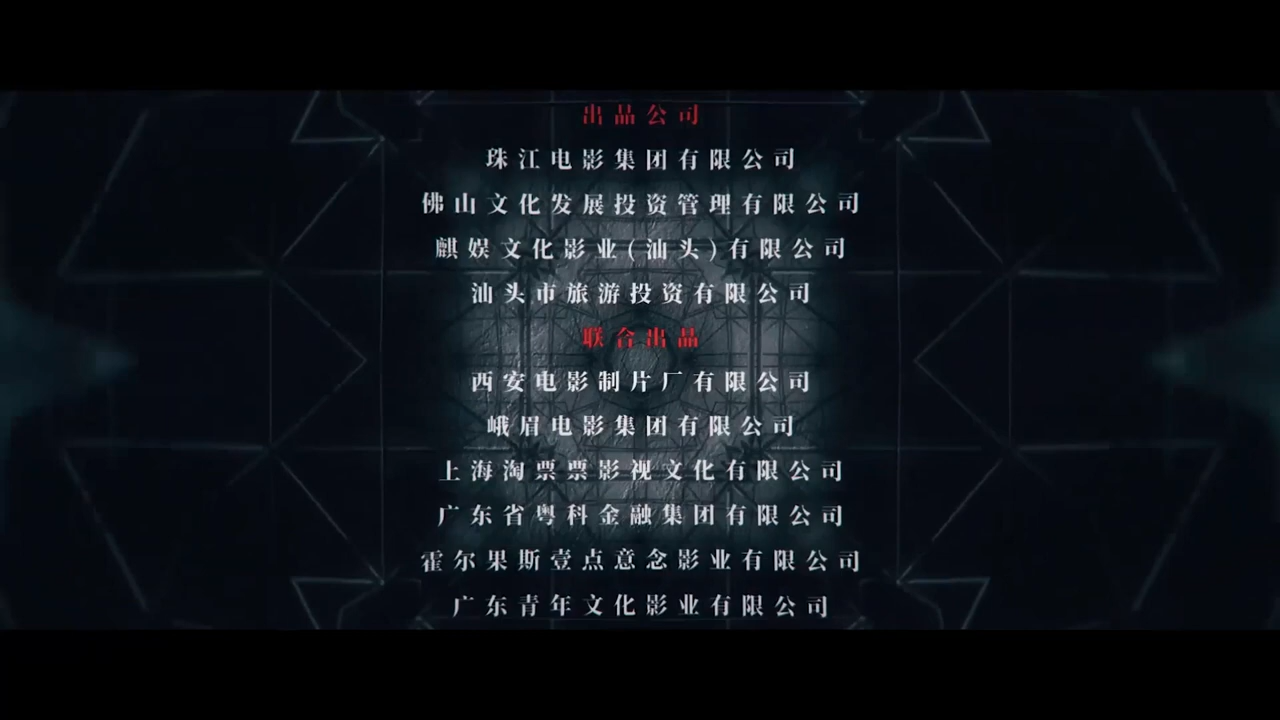 出品公司
珠江电影集团有限公司
佛山文化发展投资管理有限公司
麒娱文化影业(汕头)有限公司
汕头市旅游投资有限公司
联合出品
西安电影制片厂有限公司
峨眉电影集团有限公司
上海淘票票影视文化有限公司
广东省粤科金融集团有限公司
霍尔果斯壹点意念影业有限公司
广东青年文化影业有限公司